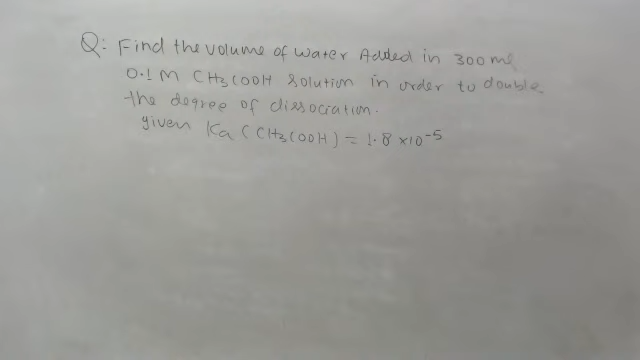 Q: Find the volume of water Added in 300 ml
0.1 M CH3COOH solution in order to double
the degree of dissociation.
given Ka (CH3COOH) = 1.8 ×10-5